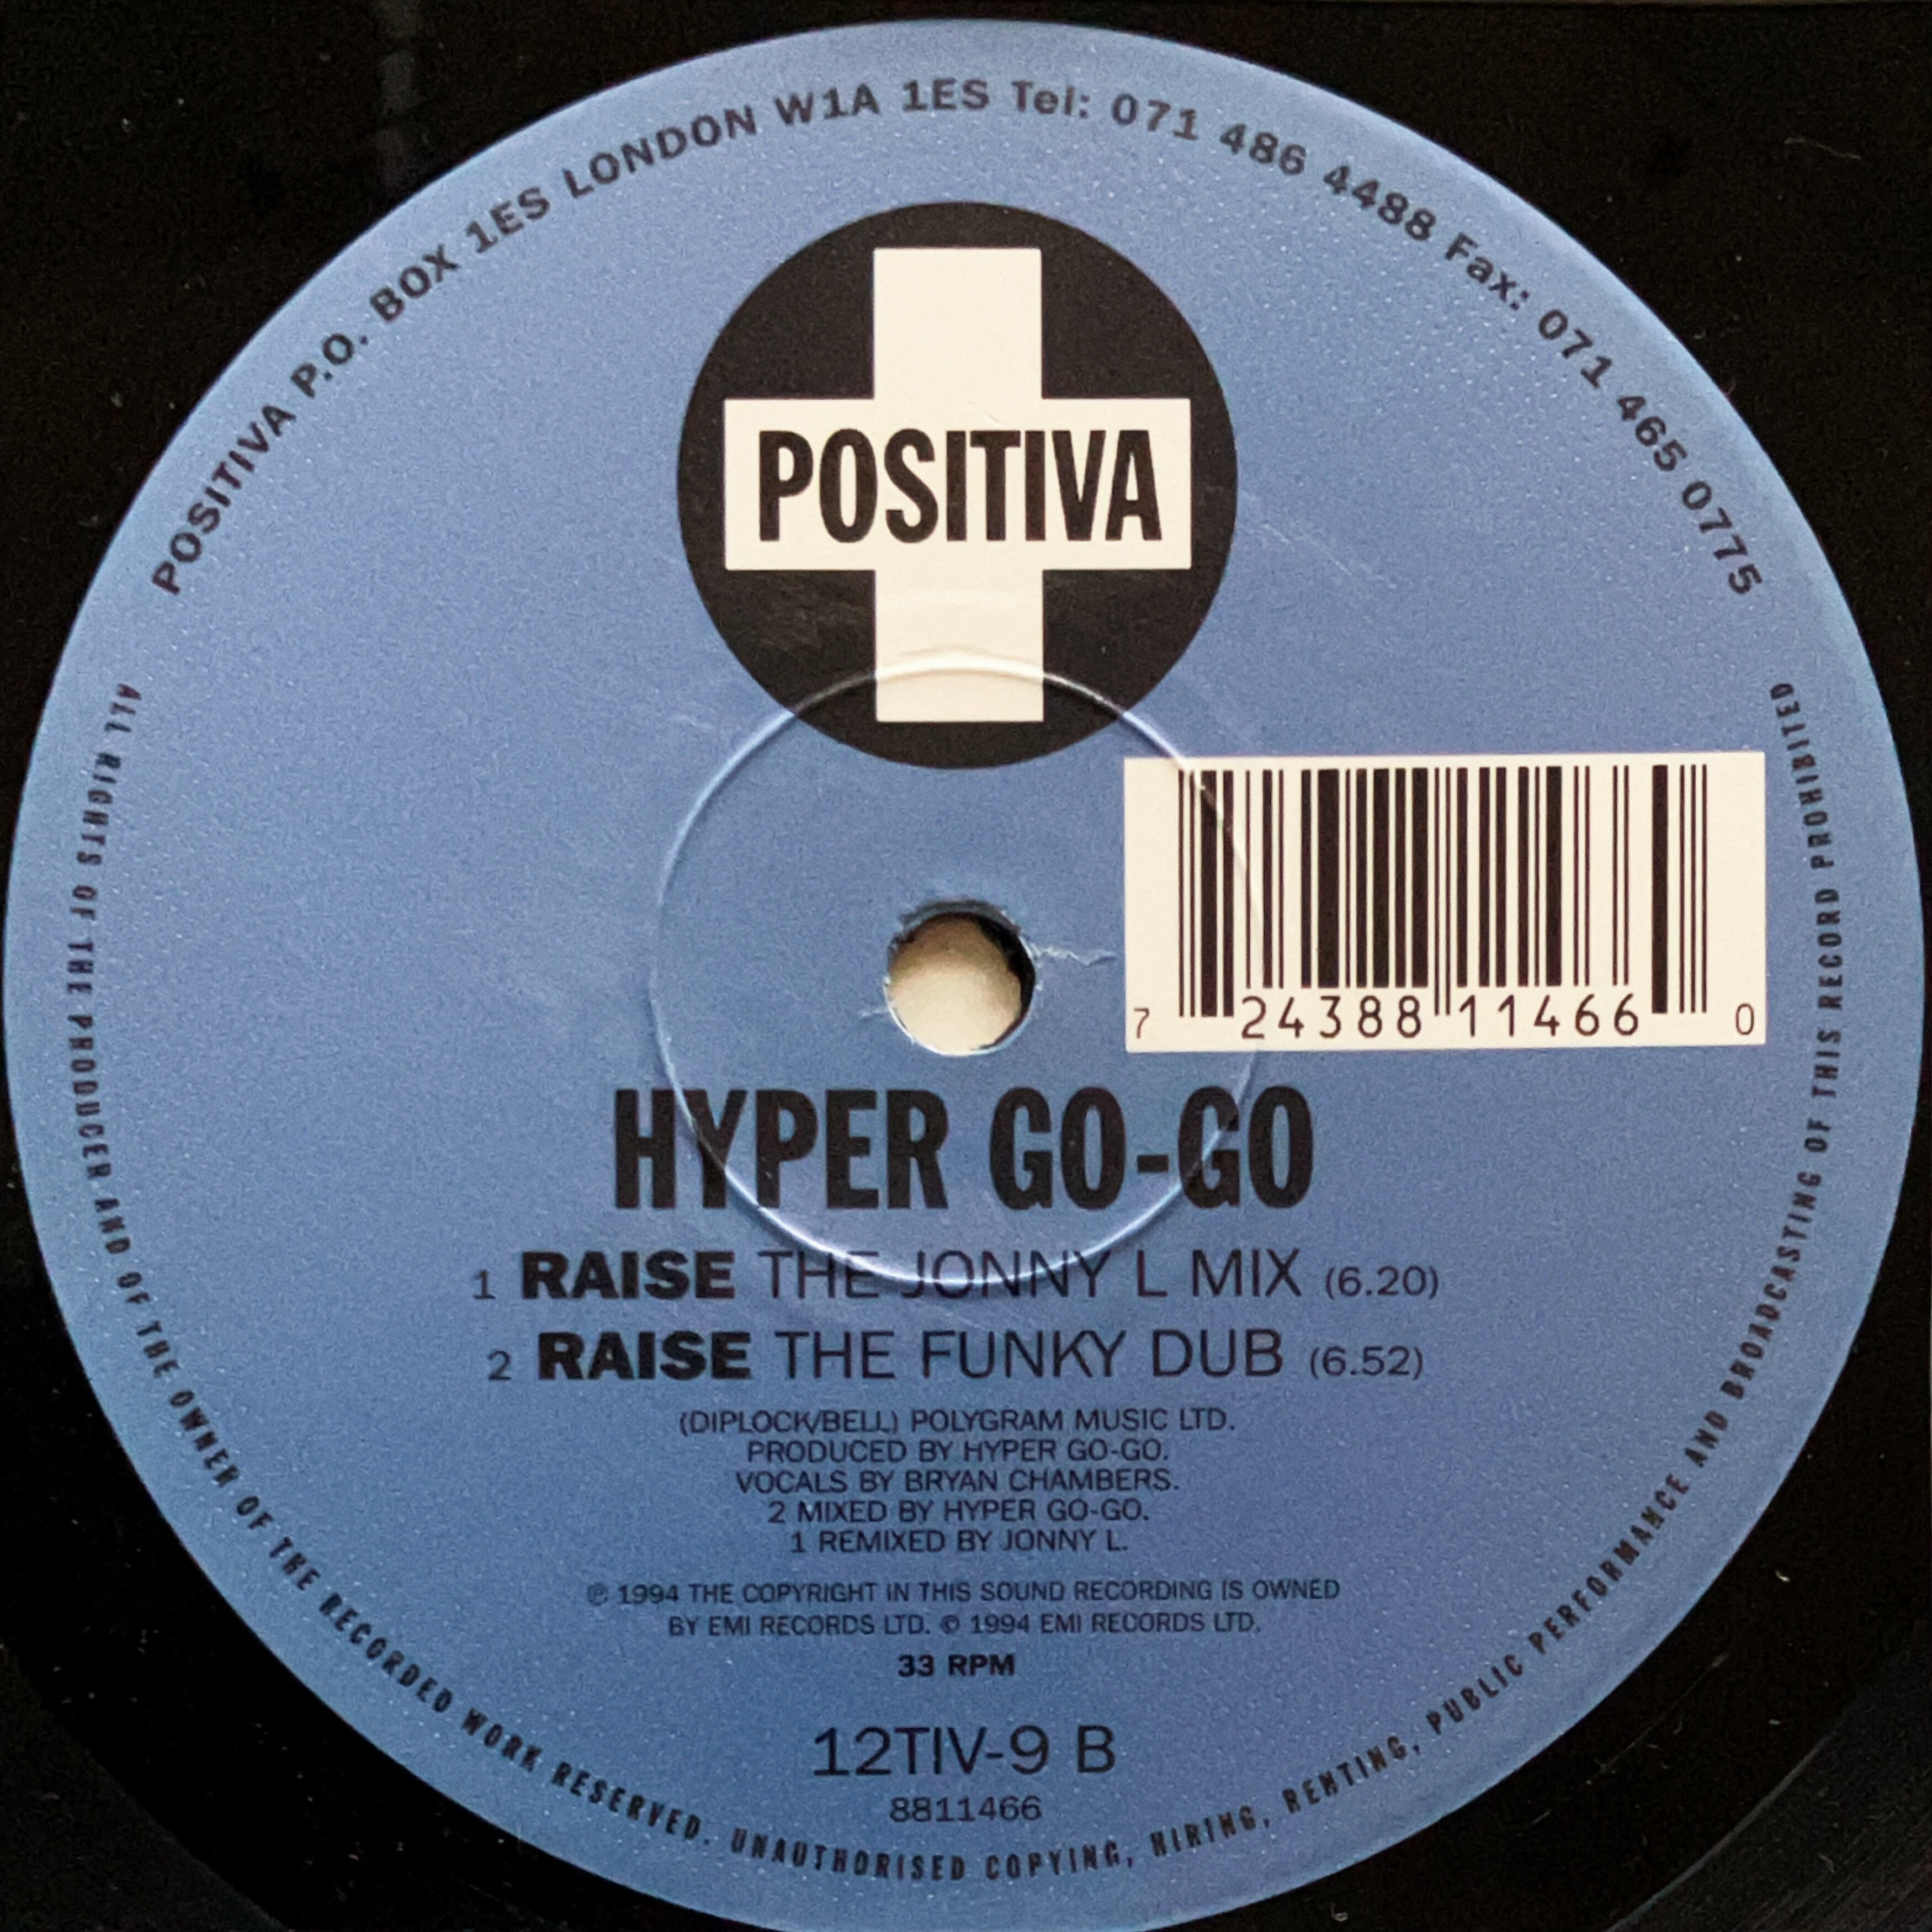 POSITIVA P.O. BOX 1ES LONDON W1A 1ES Tel: 071 486 4488 Fax: 071 465 0775
POSITIVA
7 24388 11466 0
HYPER GO-GO
1 RAISE THE JONNY L MIX (6.20)
2 RAISE THE FUNKY DUB (6.52)
(DIPLOCK/BELL) POLYGRAM MUSIC LTD.
PRODUCED BY HYPER GO-GO.
VOCALS BY BRYAN CHAMBERS.
2 MIXED BY HYPER GO-GO.
1 REMIXED BY JONNY L.
℗ 1994 THE COPYRIGHT IN THIS SOUND RECORDING IS OWNED
BY EMI RECORDS LTD. © 1994 EMI RECORDS LTD.
33 RPM
12TIV-9 B
8811466
ALL RIGHTS OF THE PRODUCER AND OF THE OWNER OF THE RECORDED WORK RESERVED. UNAUTHORISED COPYING, HIRING, RENTING, PUBLIC PERFORMANCE AND BROADCASTING OF THIS RECORD PROHIBITED